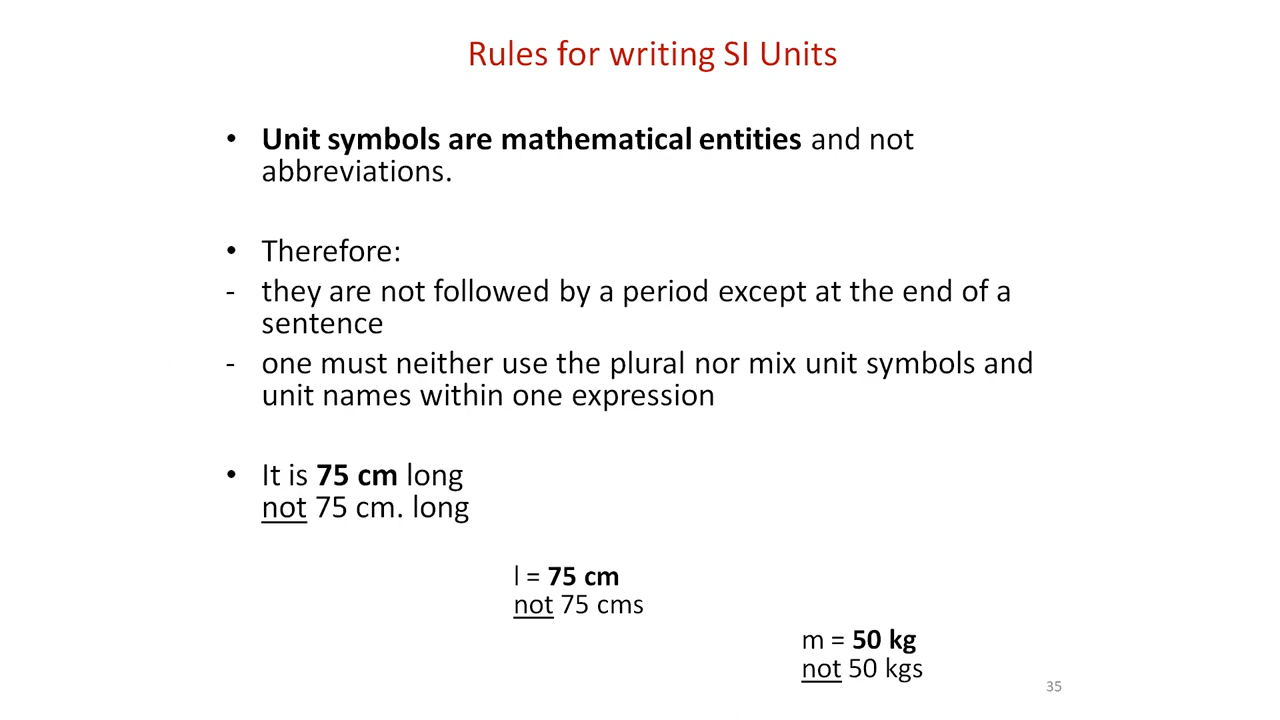 Rules for writing SI Units
• Unit symbols are mathematical entities and not
abbreviations.
• Therefore:
- they are not followed by a period except at the end of a
sentence
- one must neither use the plural nor mix unit symbols and
unit names within one expression
• It is 75 cm long
not 75 cm. long
l = 75 cm
not 75 cms
m = 50 kg
not 50 kgs
35